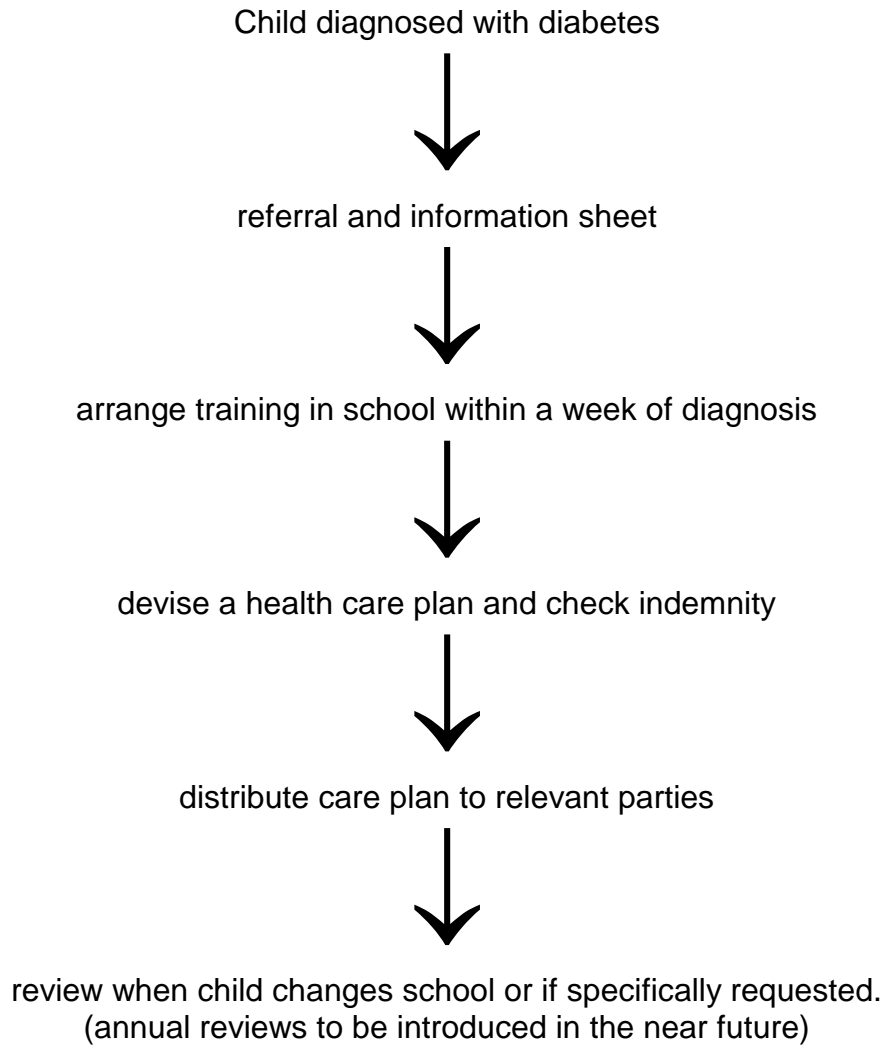 Child diagnosed with diabetes
referral and information sheet
arrange training in school within a week of diagnosis
devise a health care plan and check indemnity
distribute care plan to relevant parties
review when child changes school or if specifically requested.
(annual reviews to be introduced in the near future)